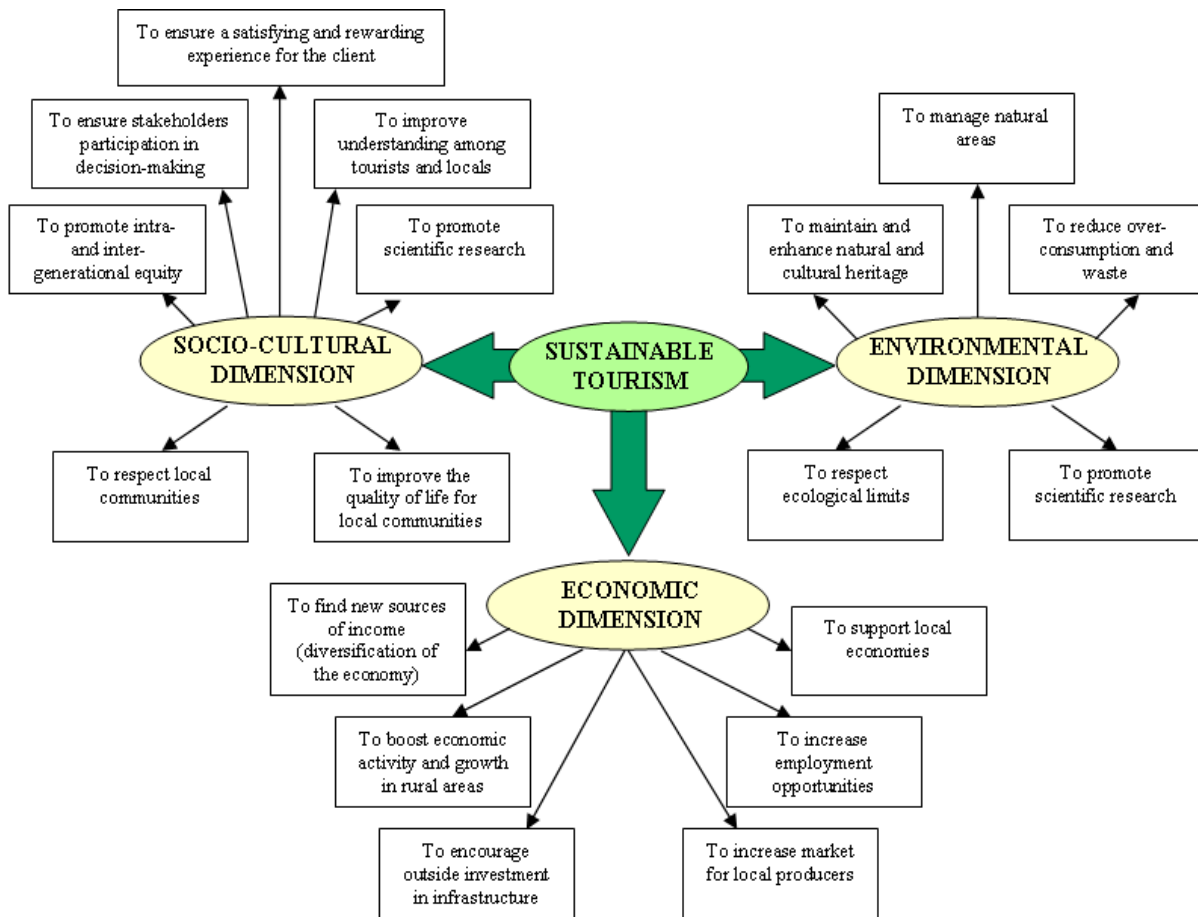 To ensure a satisfying and rewarding
experience for the client
To ensure stakeholders
participation in
decision-making
To improve
understanding among
tourists and locals
To manage natural
areas
To promote intra-
and inter-
generational equity
To promote
scientific research
To maintain and
enhance natural and
cultural heritage
To reduce over-
consumption and
waste
SOCIO-CULTURAL
DIMENSION
SUSTAINABLE
TOURISM
ENVIRONMENTAL
DIMENSION
To respect local
communities
To improve the
quality of life for
local communities
To respect
ecological limits
To promote
scientific research
ECONOMIC
DIMENSION
To find new sources
of income
(diversification of
the economy)
To support local
economies
To boost economic
activity and growth
in rural areas
To increase
employment
opportunities
To encourage
outside investment
in infrastructure
To increase market
for local producers